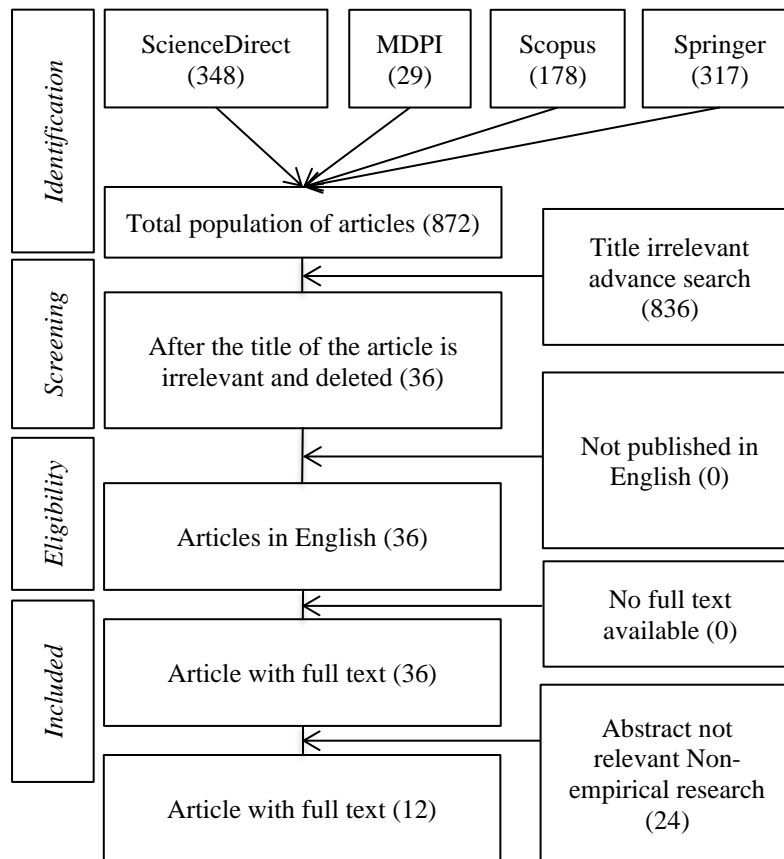 Identification
ScienceDirect
(348)
MDPI
(29)
Scopus
(178)
Springer
(317)
Total population of articles (872)
Title irrelevant
advance search
(836)
Screening
After the title of the article is
irrelevant and deleted (36)
Not published in
English (0)
Eligibility
Articles in English (36)
No full text
available (0)
Included
Article with full text (36)
Abstract not
relevant Non-
empirical research
(24)
Article with full text (12)